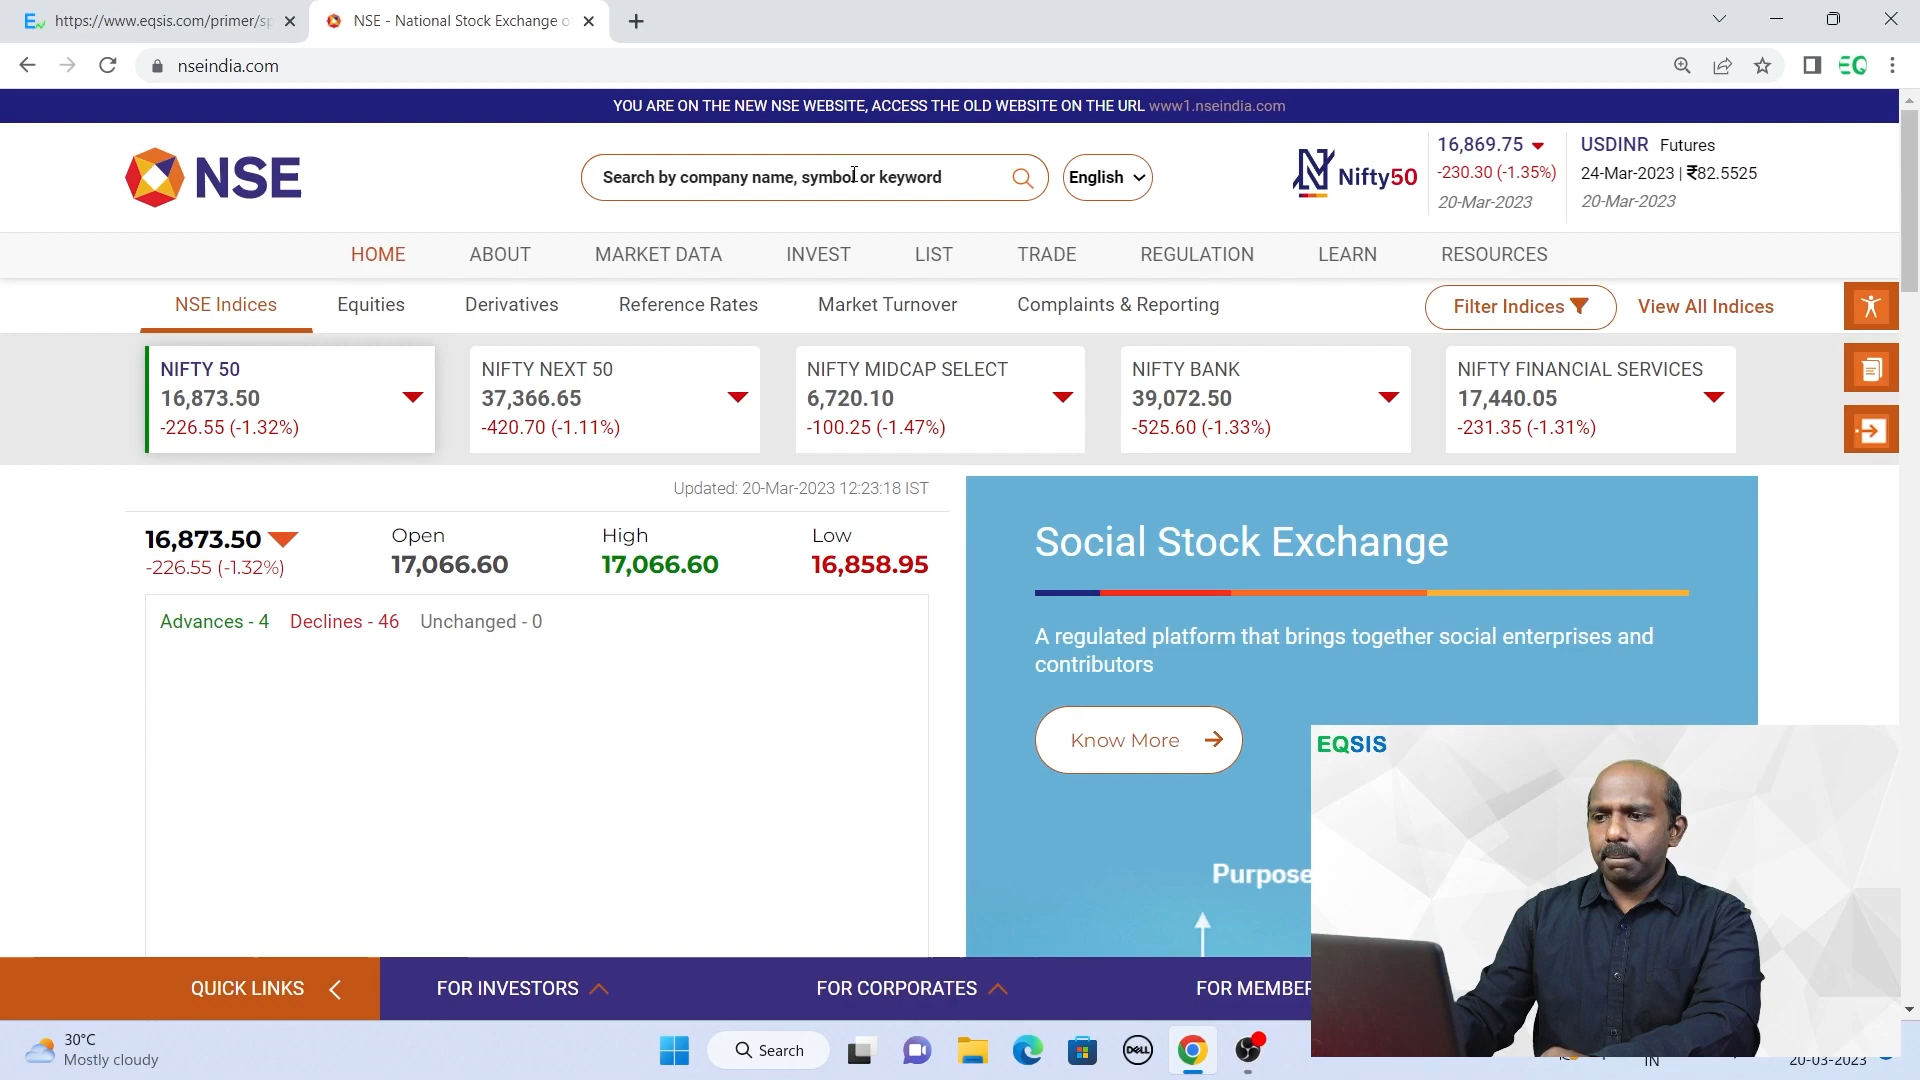 https://www.eqsis.com/primer/sp
NSE - National Stock Exchange o
nseindia.com
EQ
YOU ARE ON THE NEW NSE WEBSITE, ACCESS THE OLD WEBSITE ON THE URL www1.nseindia.com
NSE
Search by company name, symbol or keyword
English
Nifty50
16,869.75
-230.30 (-1.35%)
20-Mar-2023
USDINR Futures
24-Mar-2023 | ₹82.5525
20-Mar-2023
HOME ABOUT MARKET DATA INVEST LIST TRADE REGULATION LEARN RESOURCES
NSE Indices Equities Derivatives Reference Rates Market Turnover Complaints & Reporting Filter Indices View All Indices
NIFTY 50
16,873.50
-226.55 (-1.32%)
NIFTY NEXT 50
37,366.65
-420.70 (-1.11%)
NIFTY MIDCAP SELECT
6,720.10
-100.25 (-1.47%)
NIFTY BANK
39,072.50
-525.60 (-1.33%)
NIFTY FINANCIAL SERVICES
17,440.05
-231.35 (-1.31%)
Updated: 20-Mar-2023 12:23:18 IST
16,873.50
-226.55 (-1.32%)
Open
17,066.60
High
17,066.60
Low
16,858.95
Advances - 4 Declines - 46 Unchanged - 0
Social Stock Exchange
A regulated platform that brings together social enterprises and
contributors
Know More
Purpose
EQSIS
QUICK LINKS
FOR INVESTORS
FOR CORPORATES
FOR MEMBER
30°C
Mostly cloudy
Search
DELL
IN
20-03-2023